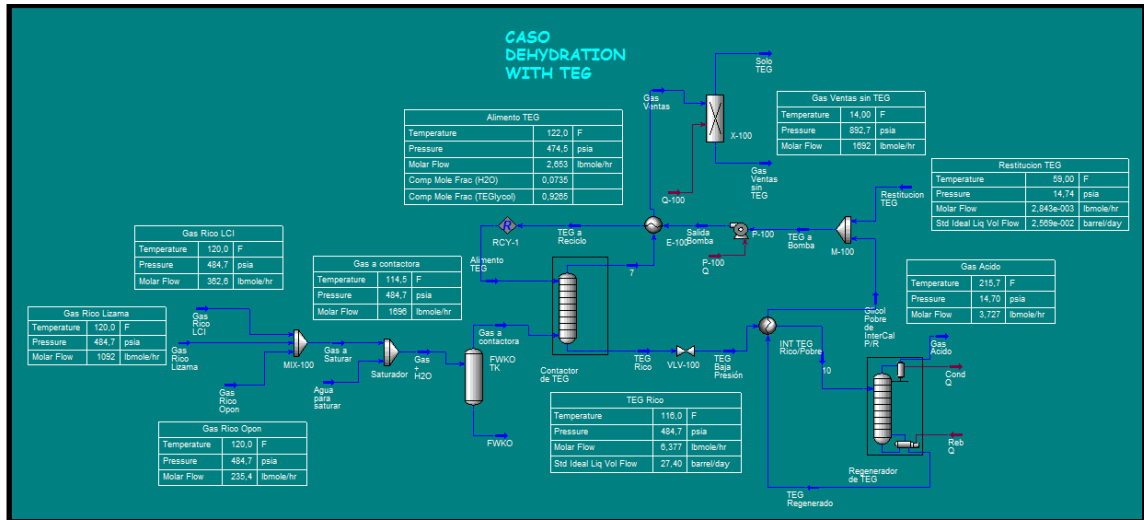 CASO
DEHYDRATION
WITH TEG
Solo
TEG
Gas
Ventas
X-100
Gas
Ventas
sin
TEG
Q-100
Gas Ventas sin TEG
Temperature 14,00 F
Pressure 892,7 psia
Molar Flow 1692 lbmole/hr
Alimento TEG
Temperature 122,0 F
Pressure 474,5 psia
Molar Flow 2,653 lbmole/hr
Comp Mole Frac (H2O) 0,0735
Comp Mole Frac (TEGlycol) 0,9265
Restitucion TEG
Temperature 59,00 F
Pressure 14,74 psia
Molar Flow 2,843e-003 lbmole/hr
Std Ideal Liq Vol Flow 2,569e-002 barrel/day
Restitucion
TEG
M-100
TEG a
Bomba
P-100
P-100
Q
Salida
Bomba
E-100
TEG a
Reciclo
R
RCY-1
Alimento
TEG
7
Gas Rico LCI
Temperature 120,0 F
Pressure 484,7 psia
Molar Flow 362,6 lbmole/hr
Gas a contactora
Temperature 114,5 F
Pressure 484,7 psia
Molar Flow 1696 lbmole/hr
Gas Acido
Temperature 215,7 F
Pressure 14,70 psia
Molar Flow 3,727 lbmole/hr
Gas Rico Lizama
Temperature 120,0 F
Pressure 484,7 psia
Molar Flow 1092 lbmole/hr
Gas
Rico
LCI
Gas
Rico
Lizama
Gas
Rico
Opon
MIX-100
Gas a
Saturar
Agua
para
saturar
Saturador
Gas
+
H2O
Gas a
contactora
FWKO
TK
FWKO
Contactor
de TEG
TEG
Rico
VLV-100
TEG
Baja
Presión
INT TEG
Rico/Pobre
Glicol
Pobre
de
InterCal
P/R
10
Gas
Acido
Cond
Q
Reb
Q
Regenerador
de TEG
TEG
Regenerado
Gas Rico Opon
Temperature 120,0 F
Pressure 484,7 psia
Molar Flow 235,4 lbmole/hr
TEG Rico
Temperature 116,0 F
Pressure 484,7 psia
Molar Flow 6,377 lbmole/hr
Std Ideal Liq Vol Flow 27,40 barrel/day